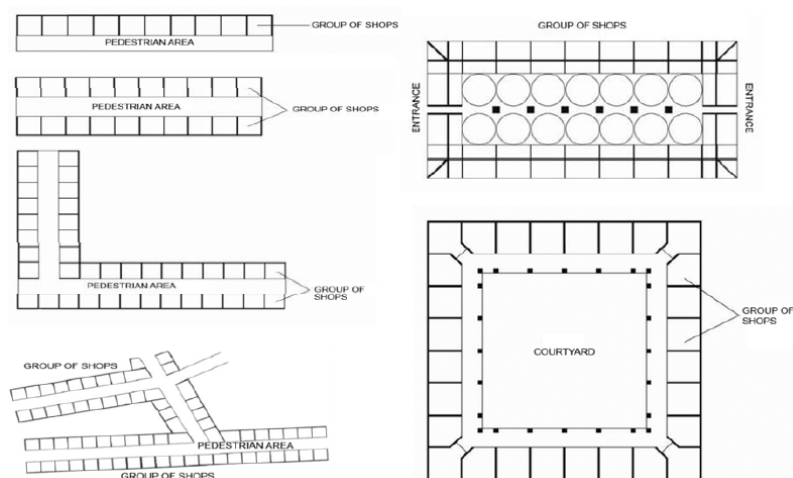 GROUP OF SHOPS
PEDESTRIAN AREA
PEDESTRIAN AREA
GROUP OF SHOPS
PEDESTRIAN AREA
GROUP OF
SHOPS
GROUP OF SHOPS
PEDESTRIAN AREA
GROUP OF SHOPS
GROUP OF SHOPS
ENTRANCE
ENTRANCE
COURTYARD
GROUP OF
SHOPS